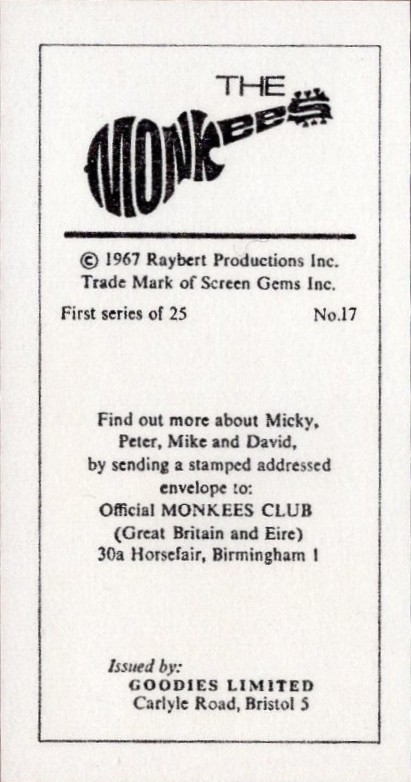 THE
MONKees
© 1967 Raybert Productions Inc.
Trade Mark of Screen Gems Inc.
First series of 25 No.17
Find out more about Micky,
Peter, Mike and David,
by sending a stamped addressed
envelope to:
Official MONKEES CLUB
(Great Britain and Eire)
30a Horsefair, Birmingham 1
Issued by:
GOODIES LIMITED
Carlyle Road, Bristol 5